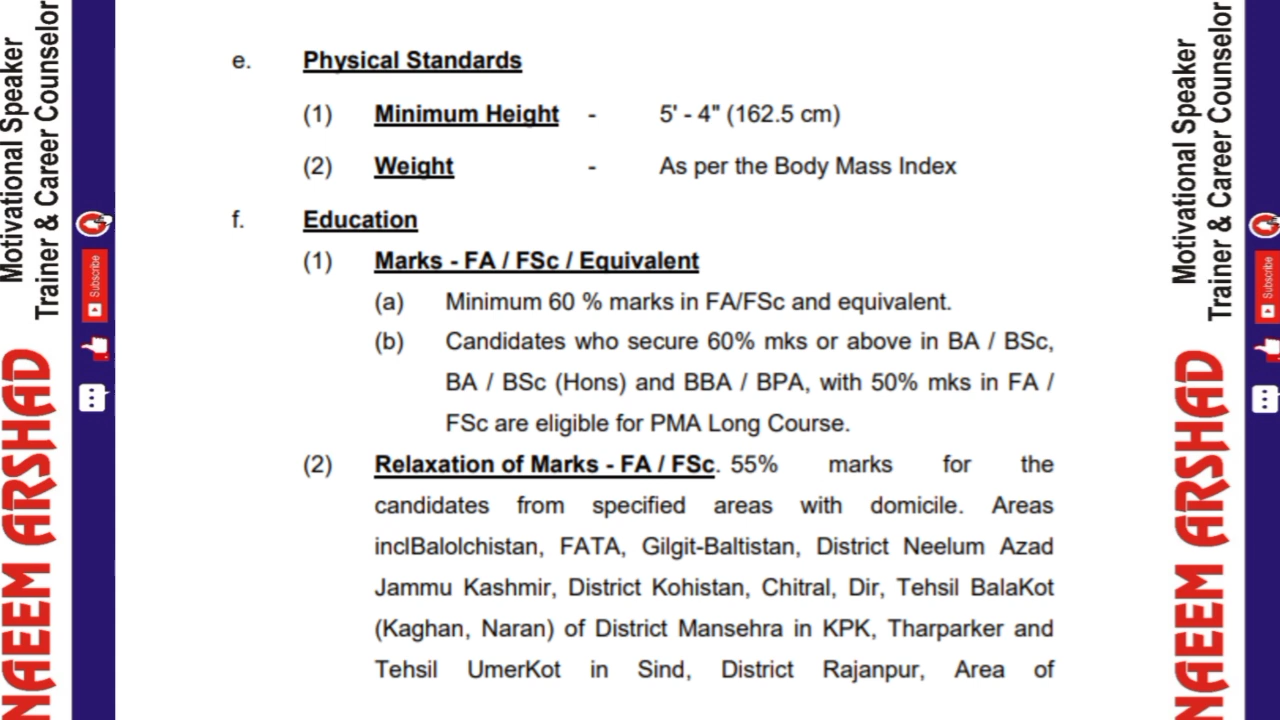 Motivational Speaker
Trainer & Career Counselor
NAEEM ARSHAD
Subscribe
e. Physical Standards
(1) Minimum Height - 5' - 4" (162.5 cm)
(2) Weight - As per the Body Mass Index
f. Education
(1) Marks - FA / FSc / Equivalent
(a) Minimum 60 % marks in FA/FSc and equivalent.
(b) Candidates who secure 60% mks or above in BA / BSc,
BA / BSc (Hons) and BBA / BPA, with 50% mks in FA /
FSc are eligible for PMA Long Course.
(2) Relaxation of Marks - FA / FSc. 55% marks for the
candidates from specified areas with domicile. Areas
inclBalolchistan, FATA, Gilgit-Baltistan, District Neelum Azad
Jammu Kashmir, District Kohistan, Chitral, Dir, Tehsil BalaKot
(Kaghan, Naran) of District Mansehra in KPK, Tharparker and
Tehsil UmerKot in Sind, District Rajanpur, Area of
Motivational Speaker
Trainer & Career Counselor
NAEEM ARSHAD
Subscribe